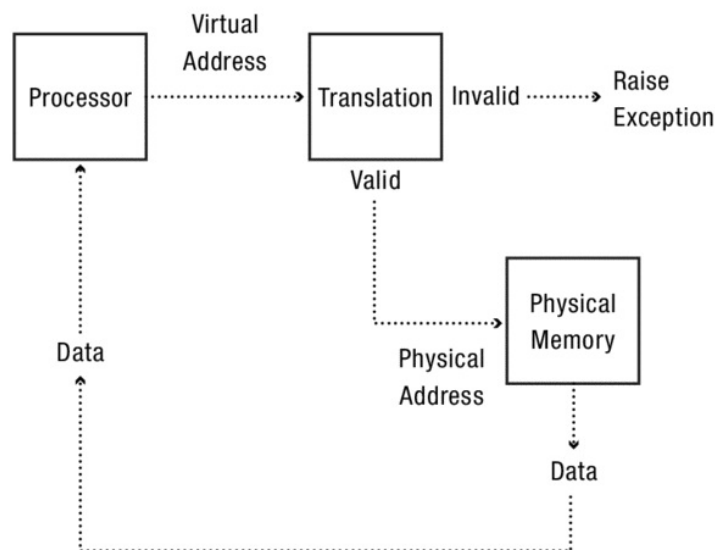 Virtual
Address
Processor
Translation
Invalid
Raise
Exception
Valid
Physical
Memory
Data
Physical
Address
Data